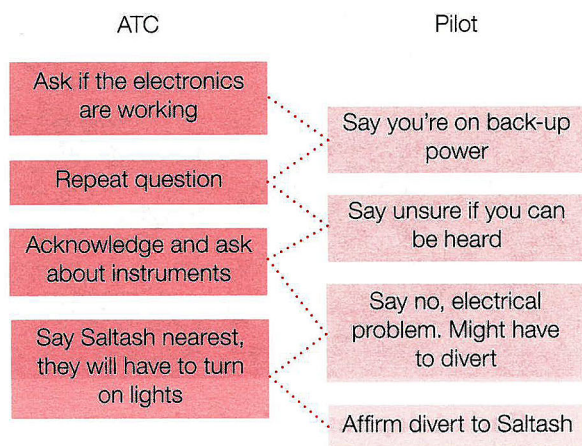 ATC
Pilot
Ask if the electronics
are working
Say you're on back-up
power
Repeat question
Say unsure if you can
be heard
Acknowledge and ask
about instruments
Say no, electrical
problem. Might have
to divert
Say Saltash nearest,
they will have to turn
on lights
Affirm divert to Saltash